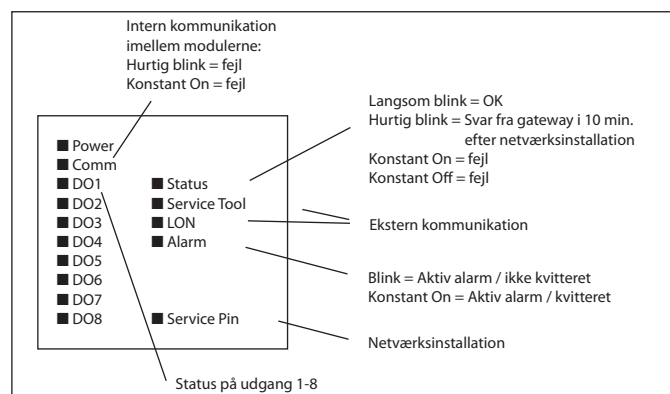 Intern kommunikation
imellem modulerne:
Hurtig blink = fejl
Konstant On = fejl
Langsom blink = OK
Hurtig blink = Svar fra gateway i 10 min.
efter netværksinstallation
Konstant On = fejl
Konstant Off = fejl
Power
Comm
DO1
DO2
DO3
DO4
DO5
DO6
DO7
DO8
Status
Service Tool
LON
Alarm
Service Pin
Ekstern kommunikation
Blink = Aktiv alarm / ikke kvitteret
Konstant On = Aktiv alarm / kvitteret
Netværksinstallation
Status på udgang 1-8